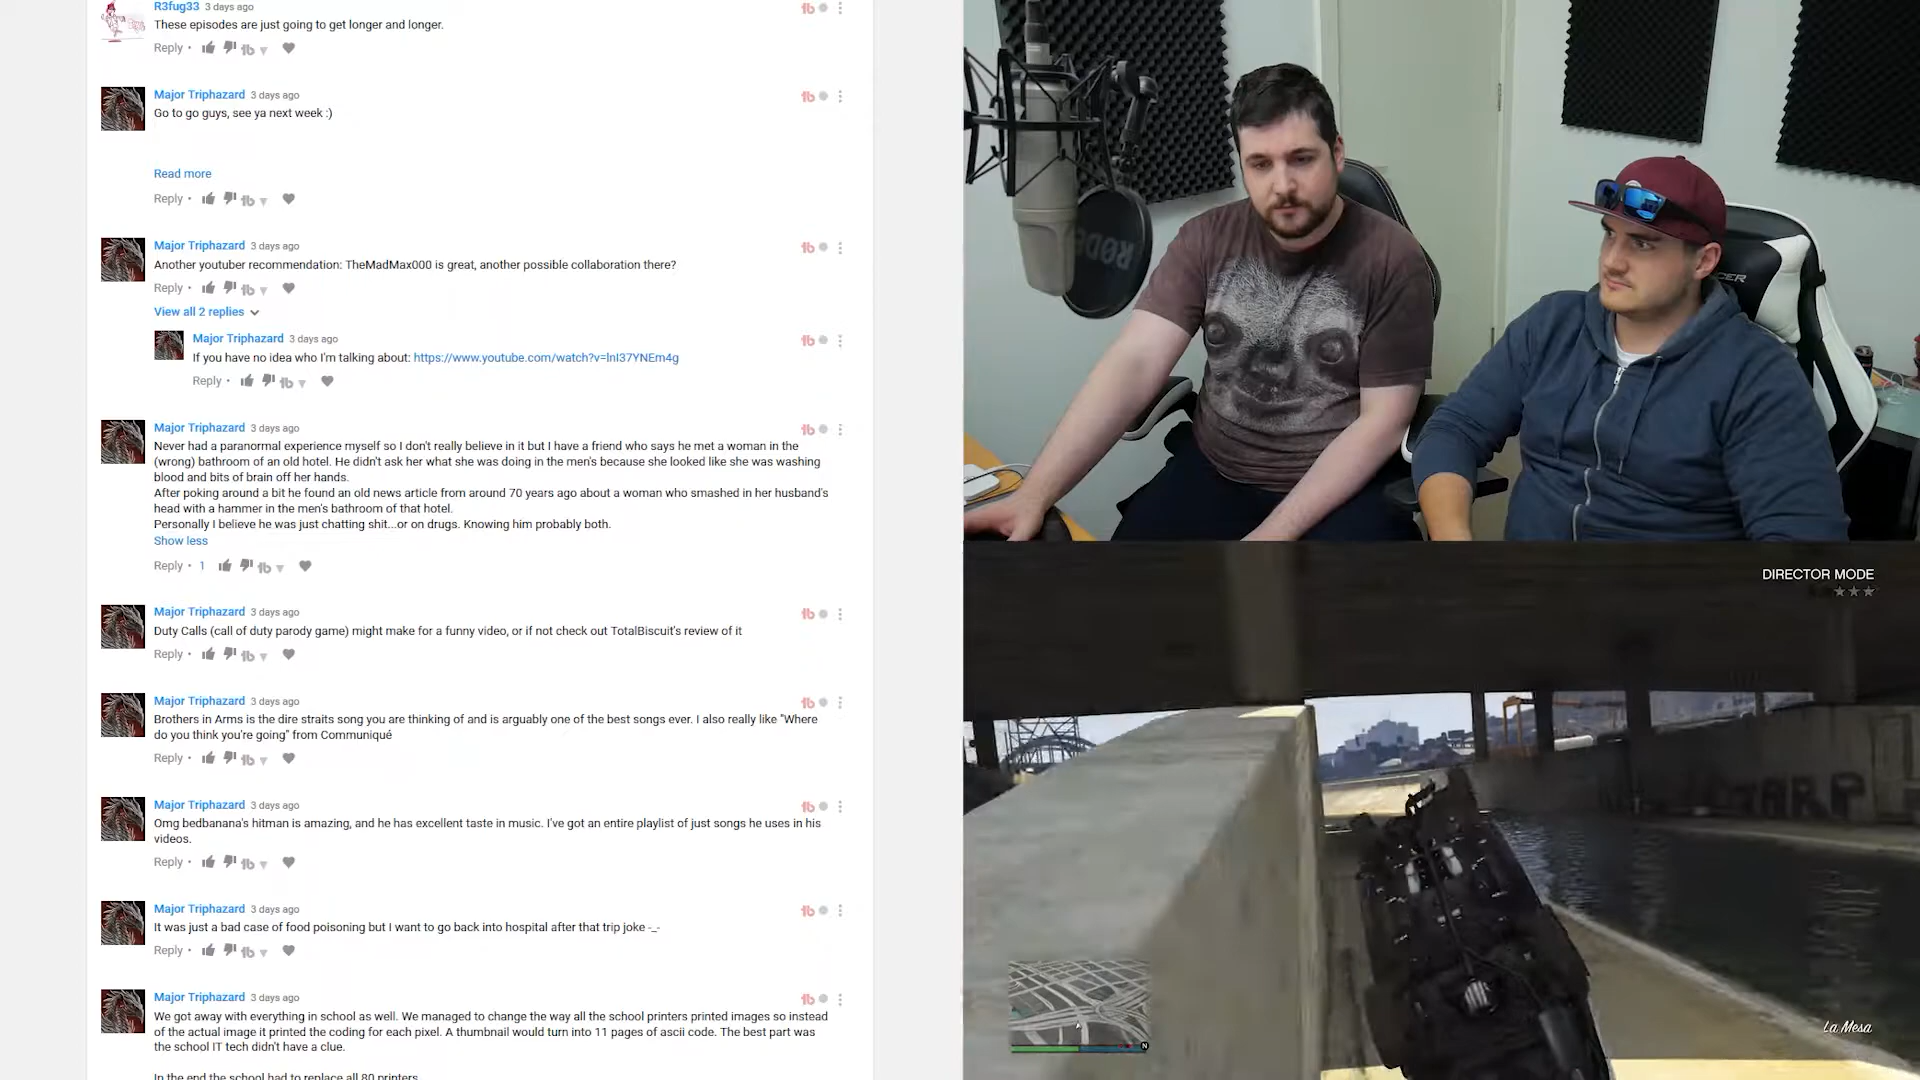 R3fug33 3 days ago
These episodes are just going to get longer and longer.
Reply •
Major Triphazard 3 days ago
Go to go guys, see ya next week :)
Read more
Reply •
Major Triphazard 3 days ago
Another youtuber recommendation: TheMadMax000 is great, another possible collaboration there?
Reply •
View all 2 replies
Major Triphazard 3 days ago
If you have no idea who I'm talking about: https://www.youtube.com/watch?v=lnI37YNEm4g
Reply •
Major Triphazard 3 days ago
Never had a paranormal experience myself so I don't really believe in it but I have a friend who says he met a woman in the
(wrong) bathroom of an old hotel. He didn't ask her what she was doing in the men's because she looked like she was washing
blood and bits of brain off her hands.
After poking around a bit he found an old news article from around 70 years ago about a woman who smashed in her husband's
head with a hammer in the men's bathroom of that hotel.
Personally I believe he was just chatting shit...or on drugs. Knowing him probably both.
Show less
Reply • 1
Major Triphazard 3 days ago
Duty Calls (call of duty parody game) might make for a funny video, or if not check out TotalBiscuit's review of it
Reply •
Major Triphazard 3 days ago
Brothers in Arms is the dire straits song you are thinking of and is arguably one of the best songs ever. I also really like "Where
do you think you're going" from Communiqué
Reply •
Major Triphazard 3 days ago
Omg bedbanana's hitman is amazing, and he has excellent taste in music. I've got an entire playlist of just songs he uses in his
videos.
Reply •
Major Triphazard 3 days ago
It was just a bad case of food poisoning but I want to go back into hospital after that trip joke -_-
Reply •
Major Triphazard 3 days ago
We got away with everything in school as well. We managed to change the way all the school printers printed images so instead
of the actual image it printed the coding for each pixel. A thumbnail would turn into 11 pages of ascii code. The best part was
the school IT tech didn't have a clue.
In the end the school had to replace all 80 printers
RØDE
CER
DIRECTOR MODE
N
La Mesa